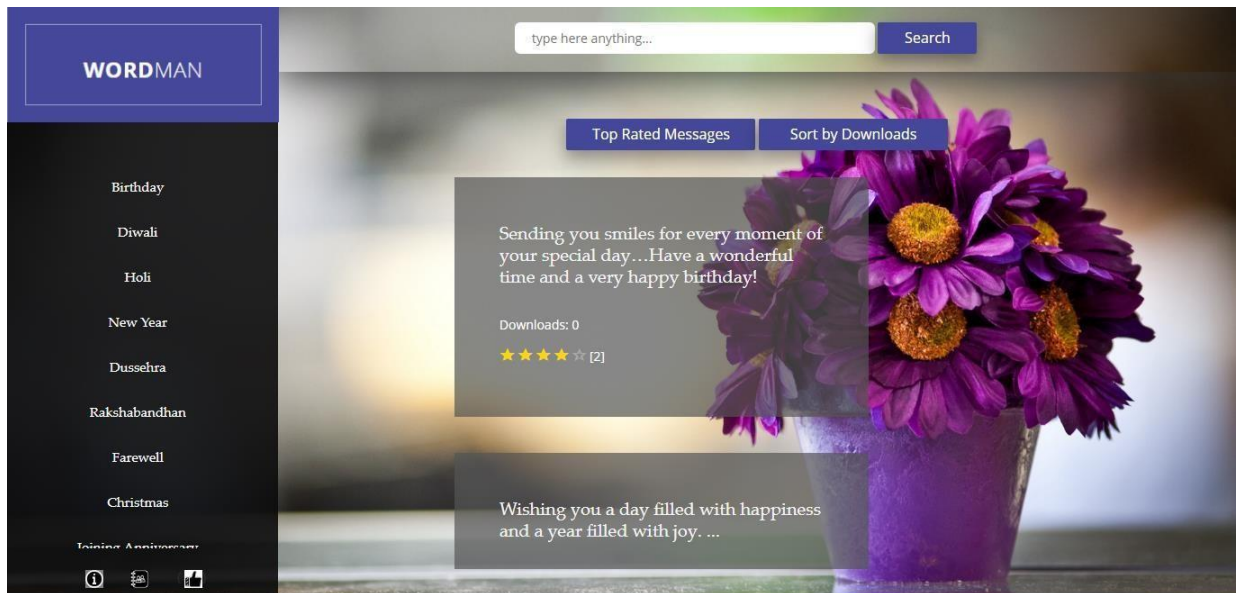 WORDMAN
type here anything...
Search
Top Rated Messages
Sort by Downloads
Birthday
Diwali
Holi
New Year
Dussehra
Rakshabandhan
Farewell
Christmas
Joining Anniversary
Sending you smiles for every moment of
your special day...Have a wonderful
time and a very happy birthday!
Downloads: 0
[2]
Wishing you a day filled with happiness
and a year filled with joy. ...